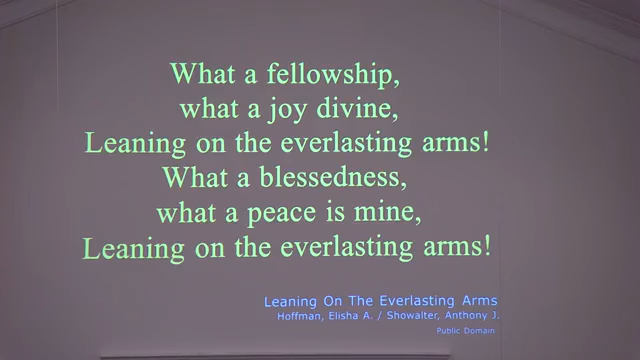 What a fellowship,
what a joy divine,
Leaning on the everlasting arms!
What a blessedness,
what a peace is mine,
Leaning on the everlasting arms!
Leaning On The Everlasting Arms
Hoffman, Elisha A. / Showalter, Anthony J.
Public Domain